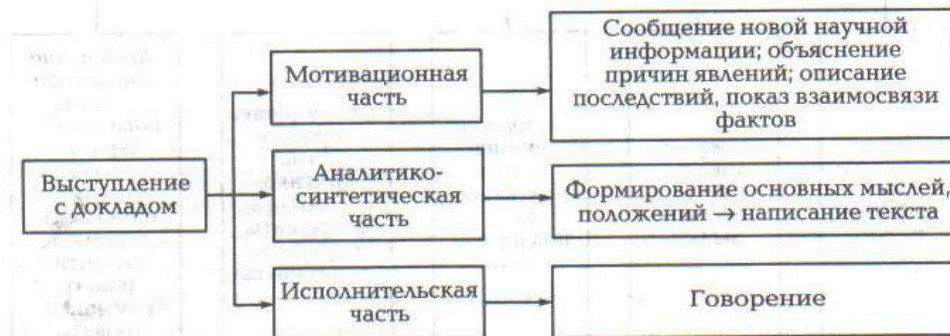 Сообщение новой научной
информации; объяснение
причин явлений; описание
последствий, показ взаимосвязи
фактов
Мотивационная
часть
Выступление
с докладом
Аналитико-
синтетическая
часть
Формирование основных мыслей,
положений → написание текста
Исполнительская
часть
Говорение